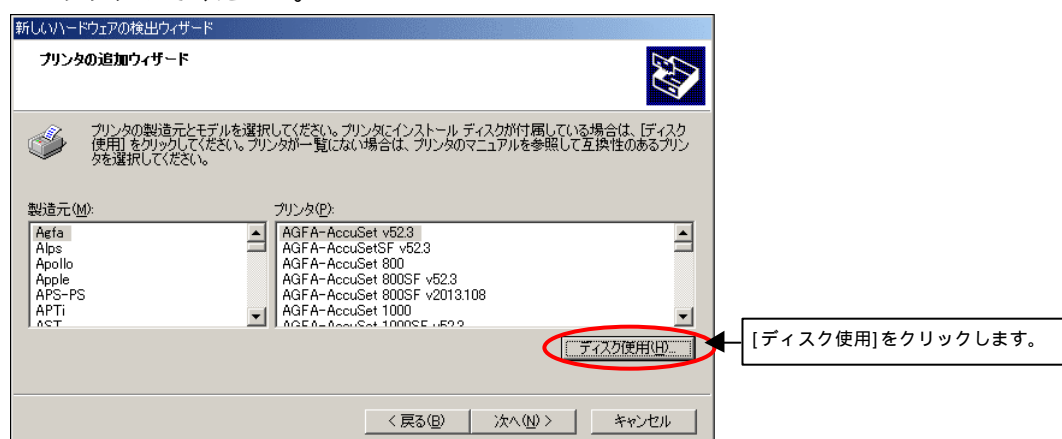 新しいハードウェアの検出ウィザード
プリンタの追加ウィザード
プリンタの製造元とモデルを選択してください。プリンタにインストール ディスクが付属している場合は、[ディスク
使用] をクリックしてください。プリンタが一覧にない場合は、プリンタのマニュアルを参照して互換性のあるプリン
タを選択してください。
製造元(M):
プリンタ(P):
Agfa
Alps
Apollo
Apple
APS-PS
APTi
AST
AGFA-AccuSet v52.3
AGFA-AccuSetSF v52.3
AGFA-AccuSet 800
AGFA-AccuSet 800SF v52.3
AGFA-AccuSet 800SF v2013.108
AGFA-AccuSet 1000
AGFA-AccuSet 1000SF v52.3
ディスク使用(H)...
[ディスク使用]をクリックします。
< 戻る(B)
次へ(N) >
キャンセル